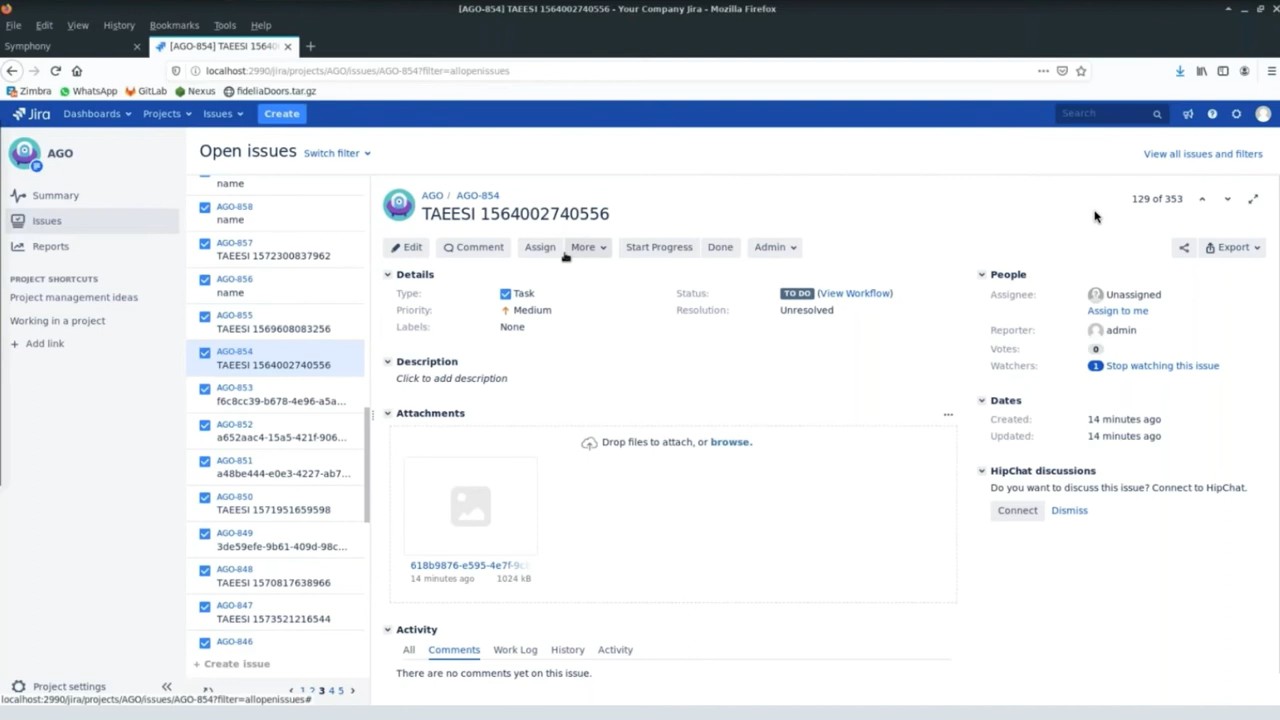 [AGO-854] TAEESI 1564002740556 - Your Company Jira - Mozilla Firefox
File Edit View History Bookmarks Tools Help
Symphony
[AGO-854] TAEESI 15640
localhost:2990/jira/projects/AGO/issues/AGO-854?filter=allopenissues
Zimbra WhatsApp GitLab Nexus fideliaDoors.tar.gz
Jira Dashboards Projects Issues Create Search
AGO
Summary
Issues
Reports
PROJECT SHORTCUTS
Project management ideas
Working in a project
+ Add link
Project settings
Open issues Switch filter
View all issues and filters
name
AGO-858
name
AGO-857
TAEESI 1572300837962
AGO-856
name
AGO-855
TAEESI 1569608083256
AGO-854
TAEESI 1564002740556
AGO-853
f6c8cc39-b678-4e96-a5a...
AGO-852
a652aac4-15a5-421f-906...
AGO-851
a48be444-e0e3-4227-ab7...
AGO-850
TAEESI 1571951659598
AGO-849
3de59efe-9b61-409d-98c...
AGO-848
TAEESI 1570817638966
AGO-847
TAEESI 1573521216544
AGO-846
+ Create issue
1 2 3 4 5
AGO / AGO-854
TAEESI 1564002740556
129 of 353
Edit Comment Assign More Start Progress Done Admin Export
Details
Type: Task Status: TO DO (View Workflow)
Priority: Medium Resolution: Unresolved
Labels: None
Description
Click to add description
Attachments
Drop files to attach, or browse.
618b9876-e595-4e7f-9c
14 minutes ago 1024 kB
Activity
All Comments Work Log History Activity
There are no comments yet on this issue.
People
Assignee: Unassigned
Assign to me
Reporter: admin
Votes: 0
Watchers: 1 Stop watching this issue
Dates
Created: 14 minutes ago
Updated: 14 minutes ago
HipChat discussions
Do you want to discuss this issue? Connect to HipChat.
Connect Dismiss
localhost:2990/jira/projects/AGO/issues/AGO-854?filter=allopenissues#